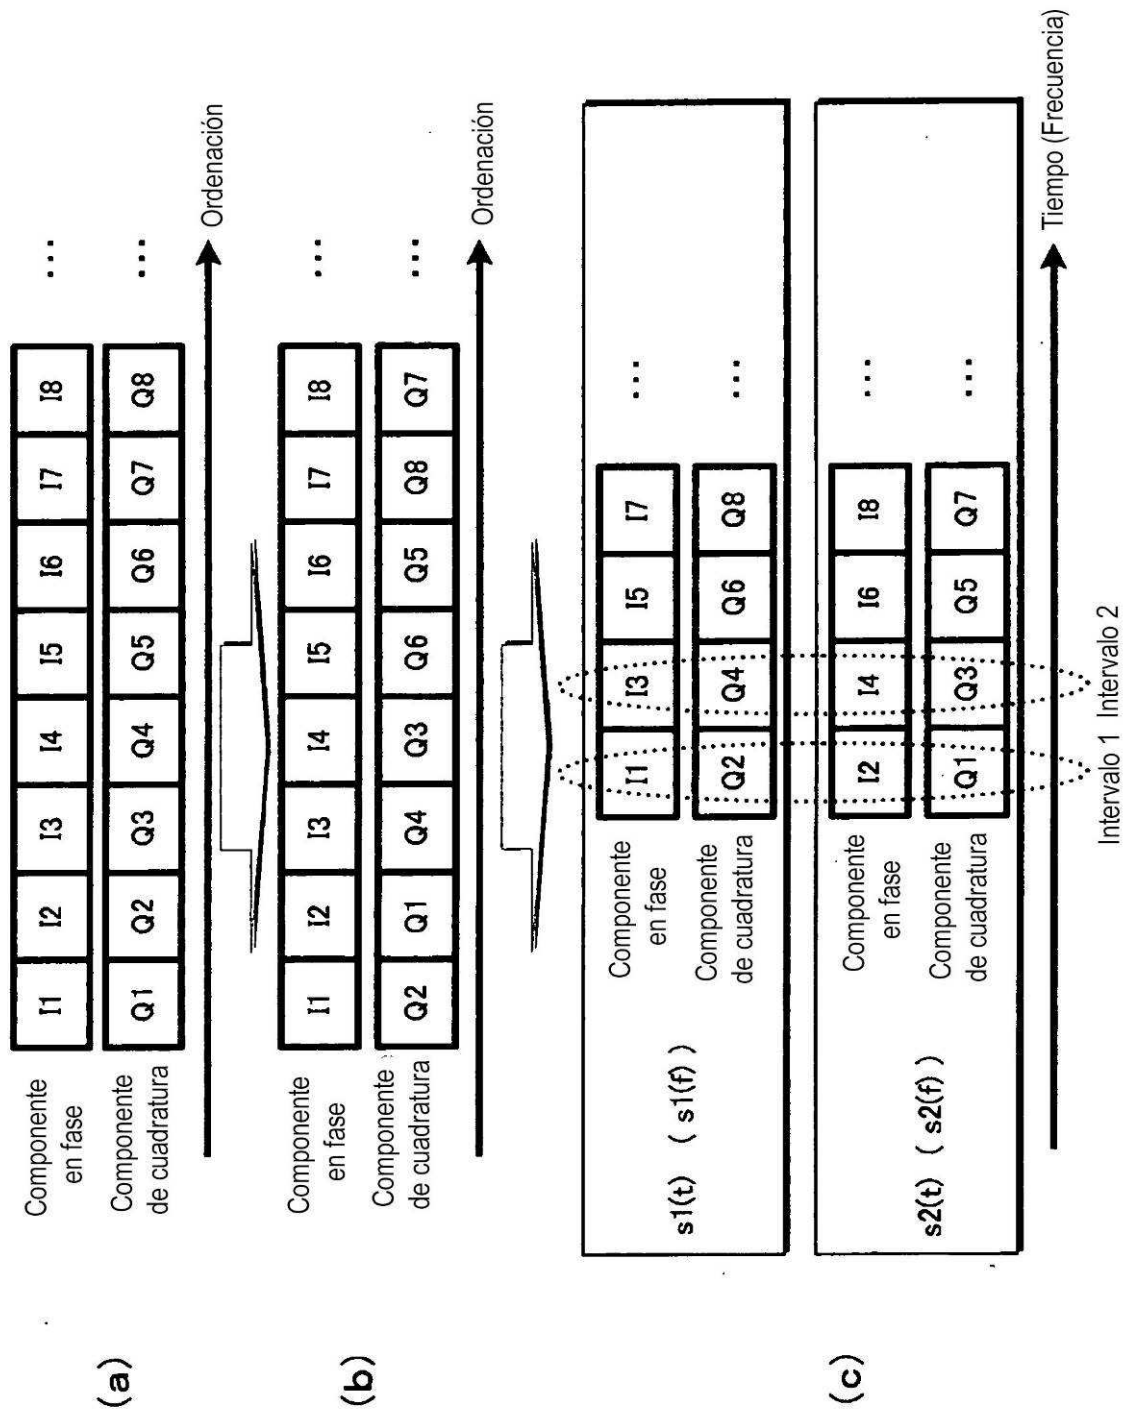 (a)
Componente
en fase
I1 I2 I3 I4 I5 I6 I7 I8 ...
Componente
de cuadratura
Q1 Q2 Q3 Q4 Q5 Q6 Q7 Q8 ...
Ordenación
(b)
Componente
en fase
I1 I2 I3 I4 I5 I6 I7 I8 ...
Componente
de cuadratura
Q2 Q1 Q4 Q3 Q6 Q5 Q8 Q7 ...
Ordenación
(c)
s1(t) ( s1(f) )
Componente
en fase
I1 I3 I5 I7 ...
Componente
de cuadratura
Q2 Q4 Q6 Q8 ...
s2(t) ( s2(f) )
Componente
en fase
I2 I4 I6 I8 ...
Componente
de cuadratura
Q1 Q3 Q5 Q7 ...
Tiempo (Frecuencia)
Intervalo 1 Intervalo 2